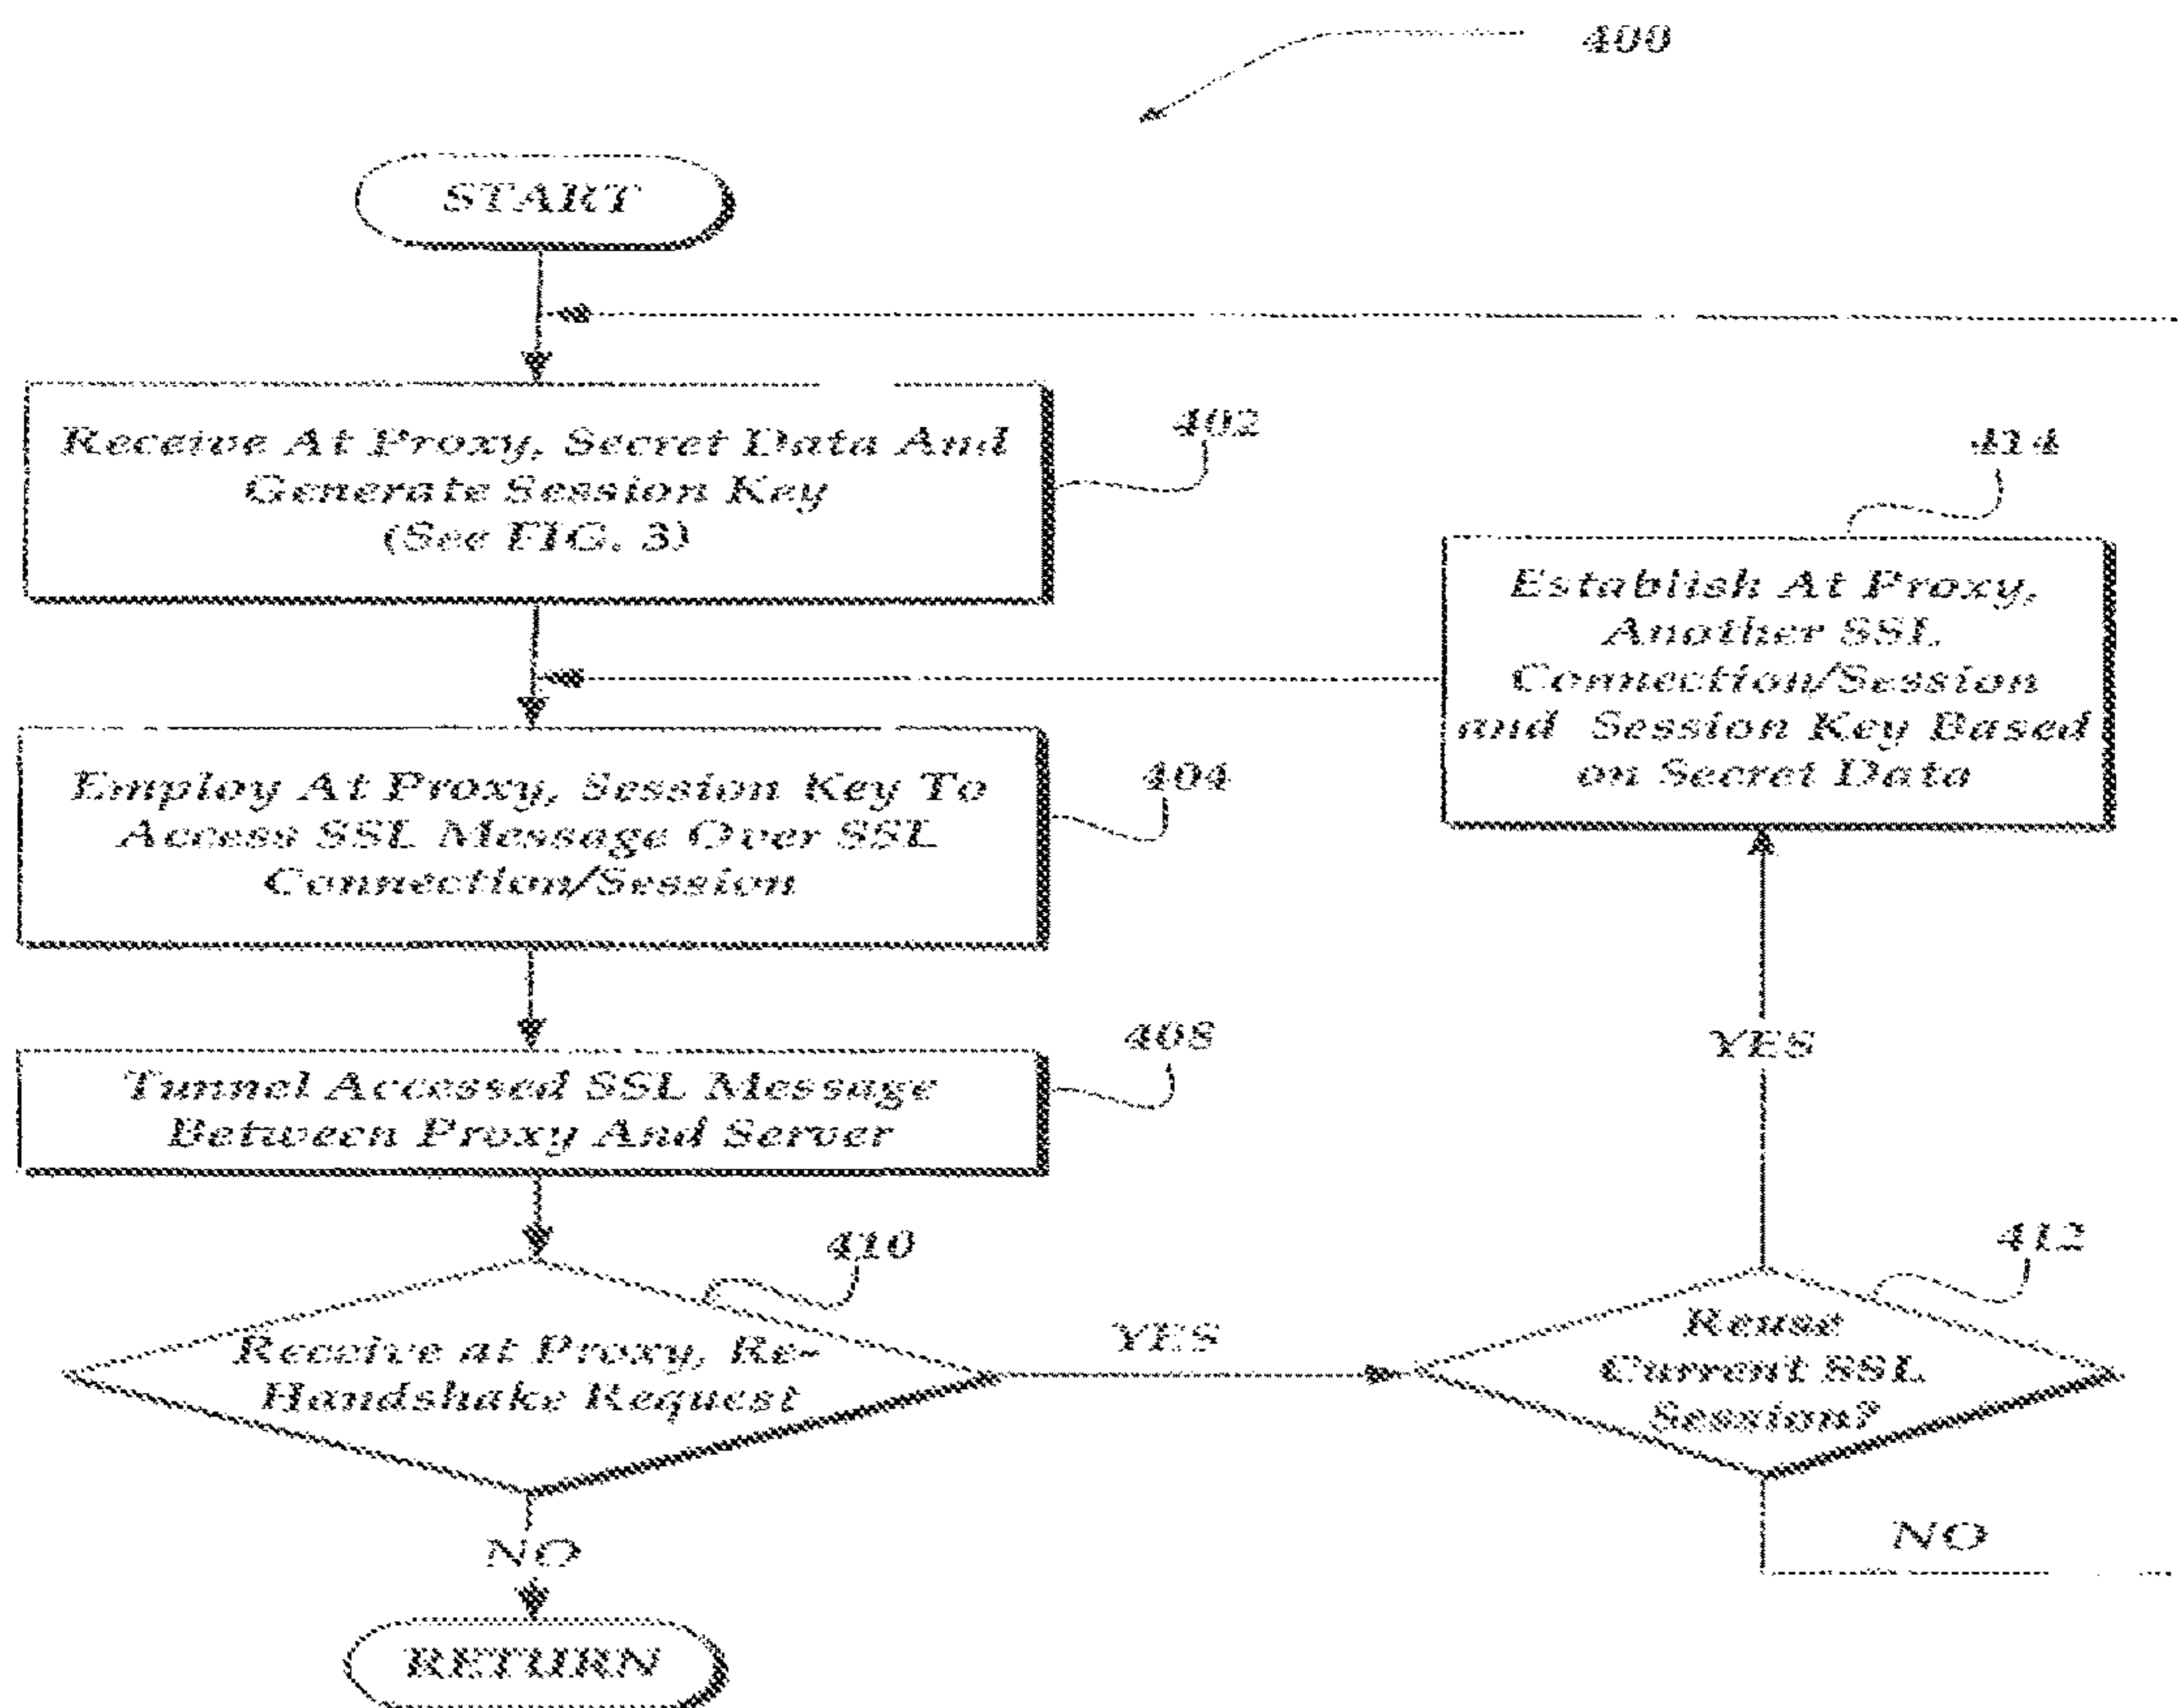 400
START
Receive At Proxy, Secret Data And
Generate Session Key
(See FIG. 3)
402
414
Establish At Proxy,
Another SSL
Connection/Session
and Session Key Based
on Secret Data
Employ At Proxy, Session Key To
Access SSL Message Over SSL
Connection/Session
404
Tunnel Accessed SSL Message
Between Proxy And Server
408
YES
410
412
Receive at Proxy, Re-
Handshake Request
YES
Reuse
Current SSL
Session?
NO
NO
RETURN